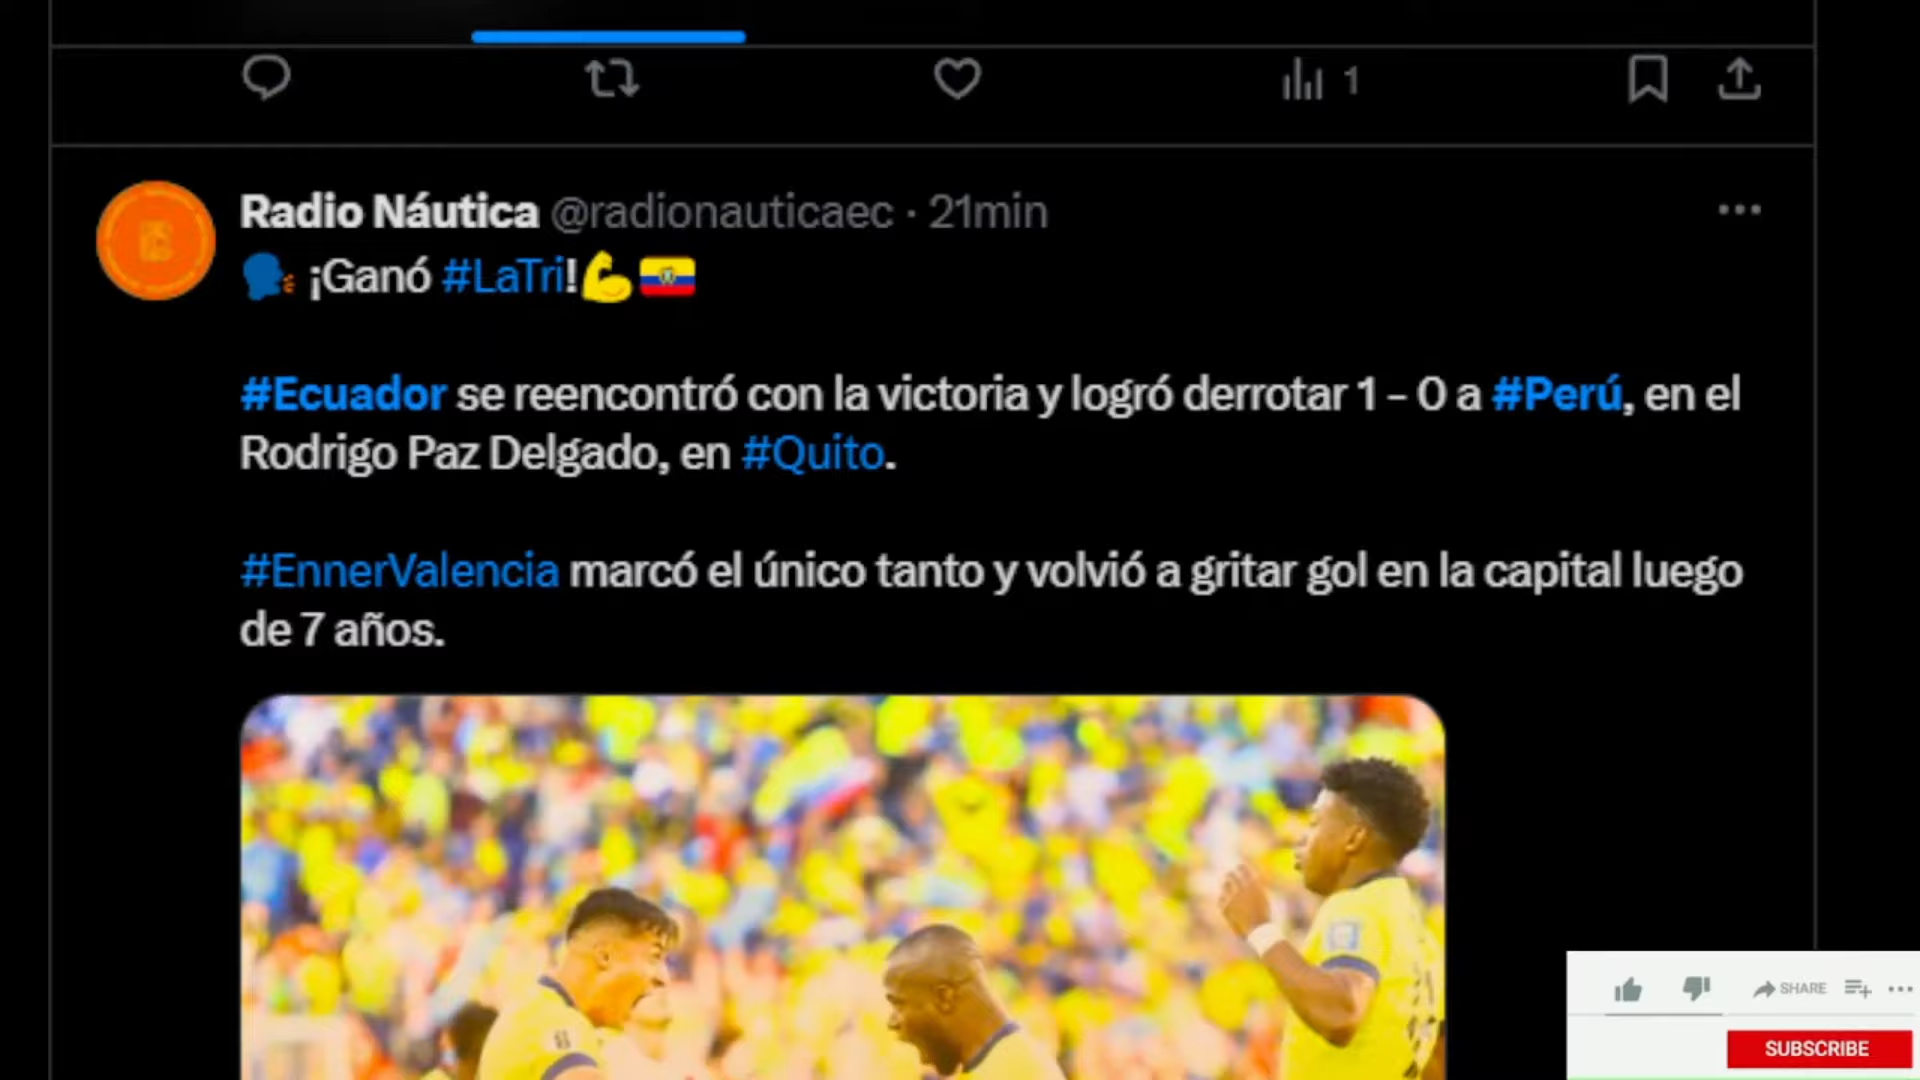 1
Radio Náutica @radionauticaec · 21min
¡Ganó #LaTri!
#Ecuador se reencontró con la victoria y logró derrotar 1 - 0 a #Perú, en el
Rodrigo Paz Delgado, en #Quito.
#EnnerValencia marcó el único tanto y volvió a gritar gol en la capital luego
de 7 años.
SHARE
SUBSCRIBE